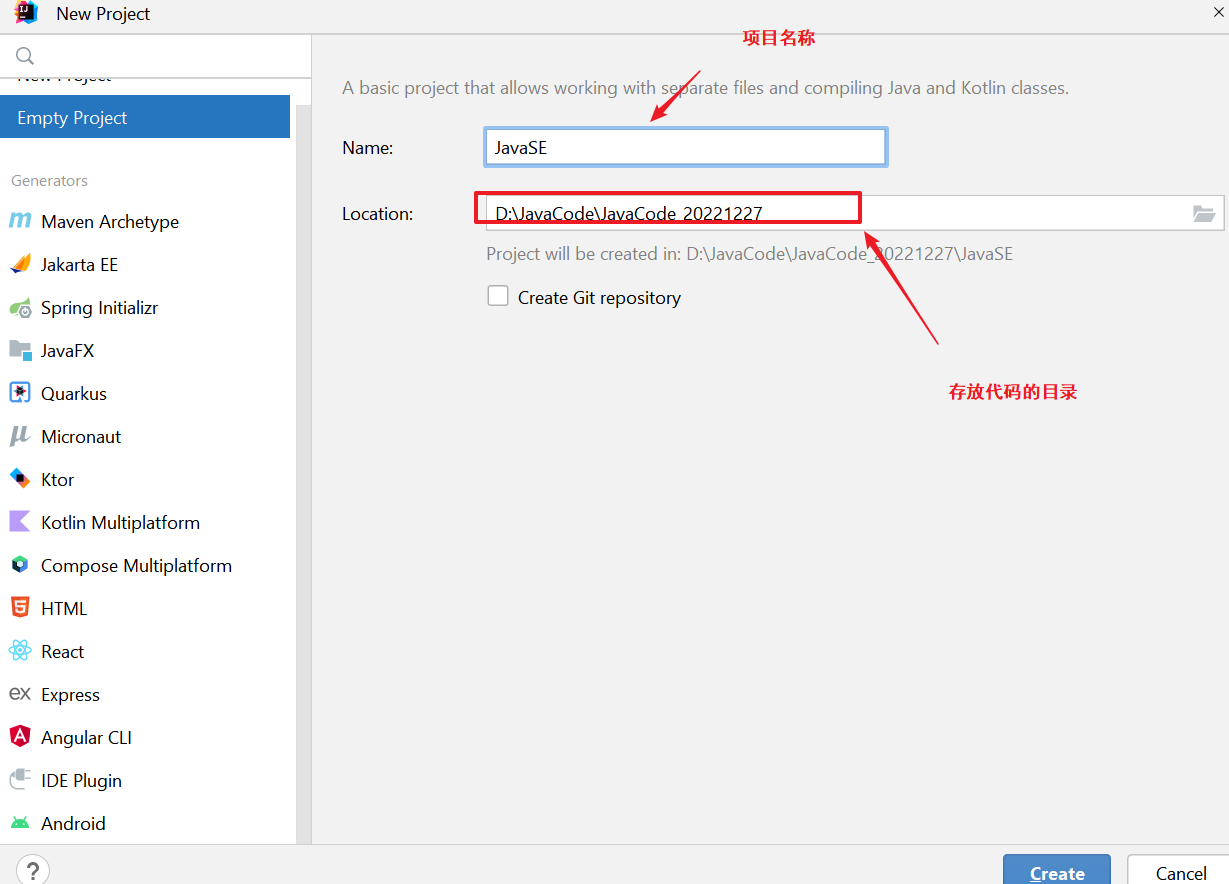 New Project
项目名称
New Project
A basic project that allows working with separate files and compiling Java and Kotlin classes.
Empty Project
Name:
JavaSE
Generators
Location:
D:\JavaCode\JavaCode_20221227
Maven Archetype
Project will be created in: D:\JavaCode\JavaCode_20221227\JavaSE
Jakarta EE
Create Git repository
Spring Initializr
JavaFX
Quarkus
存放代码的目录
Micronaut
Ktor
Kotlin Multiplatform
Compose Multiplatform
HTML
React
ex Express
Angular CLI
IDE Plugin
Android
?
Create
Cancel